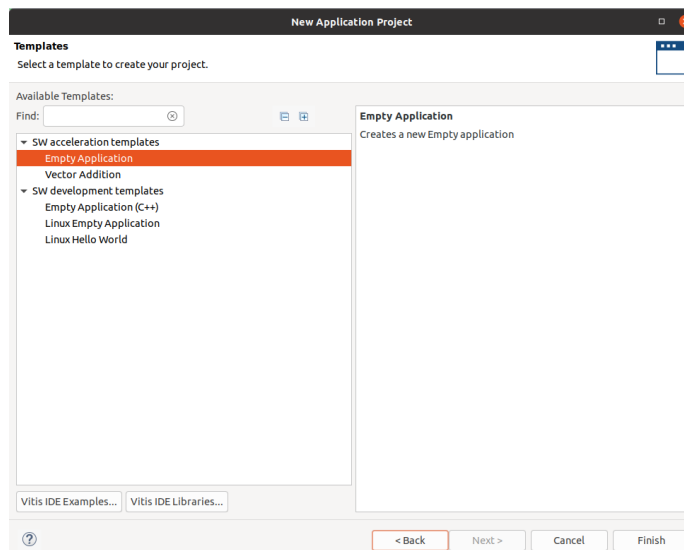 New Application Project
Templates
Select a template to create your project.
Available Templates:
Find:
SW acceleration templates
Empty Application
Vector Addition
SW development templates
Empty Application (C++)
Linux Empty Application
Linux Hello World
Empty Application
Creates a new Empty application
Vitis IDE Examples...
Vitis IDE Libraries...
?
< Back
Next >
Cancel
Finish